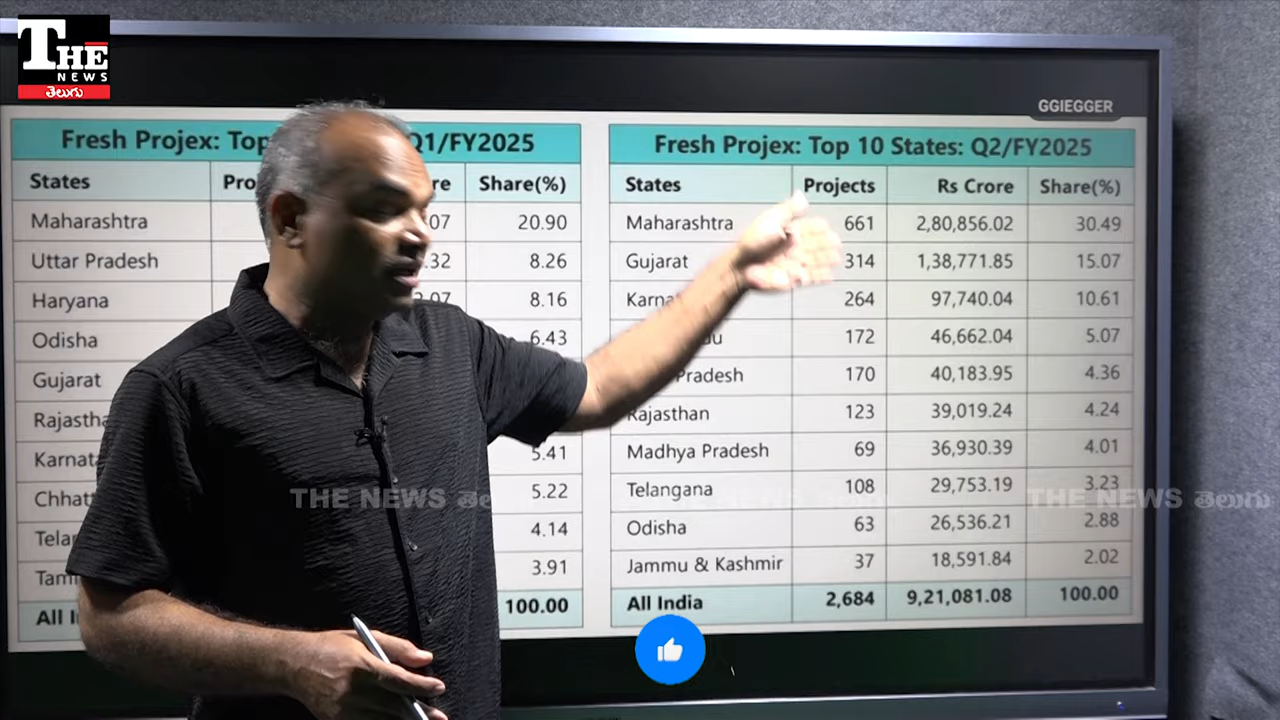 THE
NEWS
తెలుగు
GGIEGGER
Fresh Projex: Top Q1/FY2025
States Share(%)
Maharashtra .07 20.90
Uttar Pradesh .32 8.26
Haryana 8.16
Odisha 6.43
Gujarat
5.41
5.22
4.14
3.91
100.00
Fresh Projex: Top 10 States: Q2/FY2025
States Projects Rs Crore Share(%)
Maharashtra 661 2,80,856.02 30.49
Gujarat 314 1,38,771.85 15.07
264 97,740.04 10.61
172 46,662.04 5.07
Pradesh 170 40,183.95 4.36
Rajasthan 123 39,019.24 4.24
Madhya Pradesh 69 36,930.39 4.01
Telangana 108 29,753.19 3.23
Odisha 63 26,536.21 2.88
Jammu & Kashmir 37 18,591.84 2.02
All India 2,684 9,21,081.08 100.00
THE NEWS
THE NEWS తెలుగు